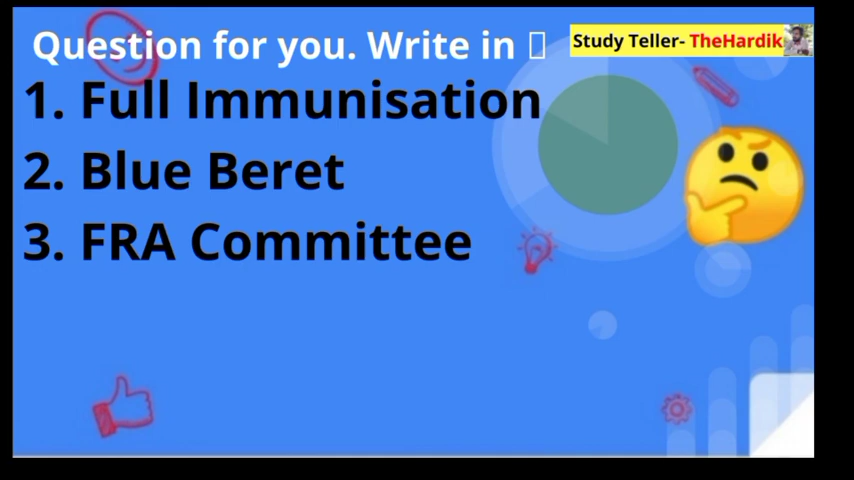 Question for you. Write in
Study Teller- TheHardik
1. Full Immunisation
2. Blue Beret
3. FRA Committee